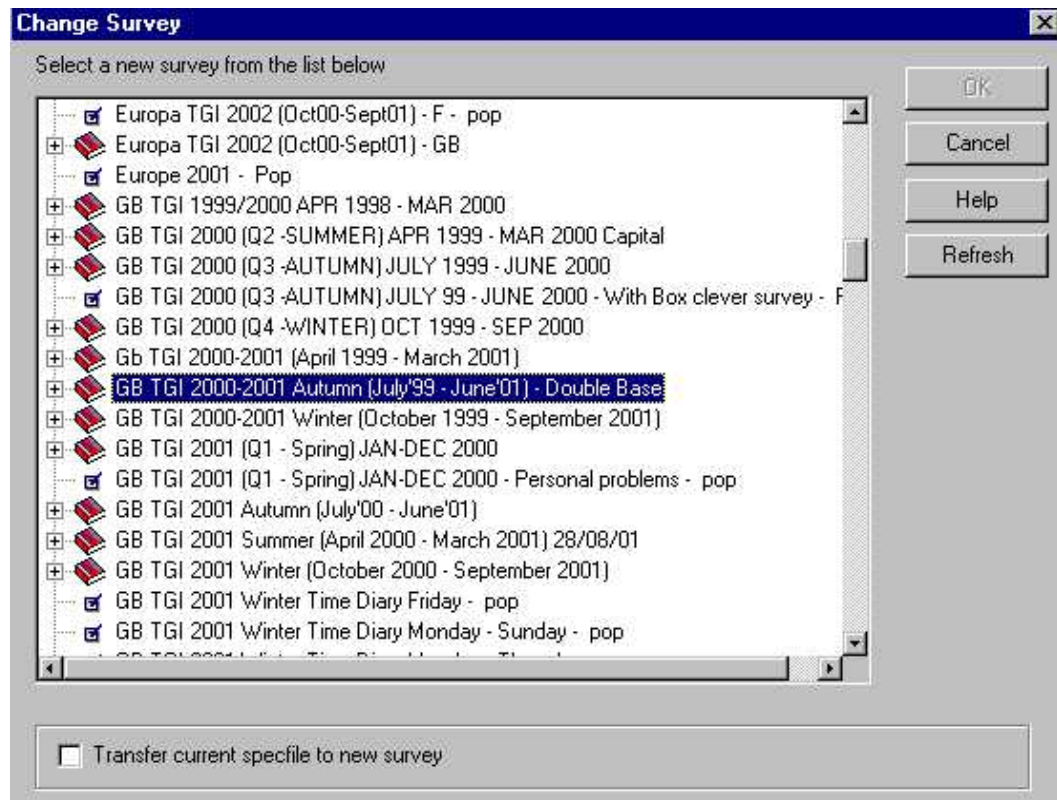 Change Survey
Select a new survey from the list below
OK
Cancel
Help
Refresh
Europa TGI 2002 (Oct00-Sept01) - F - pop
Europa TGI 2002 (Oct00-Sept01) - GB
Europe 2001 - Pop
GB TGI 1999/2000 APR 1998 - MAR 2000
GB TGI 2000 (Q2 -SUMMER) APR 1999 - MAR 2000 Capital
GB TGI 2000 (Q3 -AUTUMN) JULY 1999 - JUNE 2000
GB TGI 2000 (Q3 -AUTUMN) JULY 99 - JUNE 2000 - With Box clever survey - F
GB TGI 2000 (Q4 -WINTER) OCT 1999 - SEP 2000
Gb TGI 2000-2001 (April 1999 - March 2001)
GB TGI 2000-2001 Autumn (July'99 - June'01) - Double Base
GB TGI 2000-2001 Winter (October 1999 - September 2001)
GB TGI 2001 (Q1 - Spring) JAN-DEC 2000
GB TGI 2001 (Q1 - Spring) JAN-DEC 2000 - Personal problems - pop
GB TGI 2001 Autumn (July'00 - June'01)
GB TGI 2001 Summer (April 2000 - March 2001) 28/08/01
GB TGI 2001 Winter (October 2000 - September 2001)
GB TGI 2001 Winter Time Diary Friday - pop
GB TGI 2001 Winter Time Diary Monday - Sunday - pop
Transfer current specfile to new survey